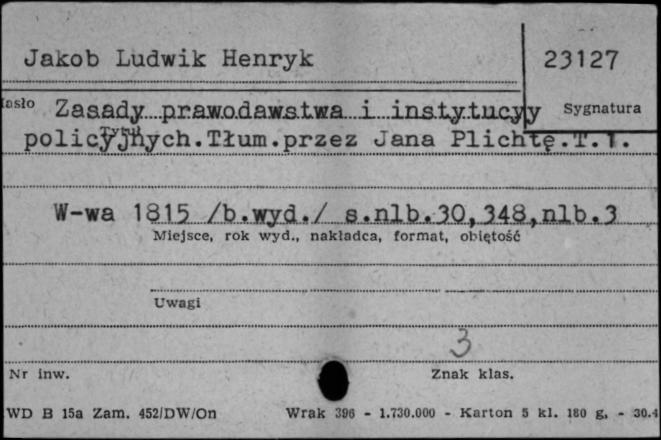 Jakob Ludwik Henryk
23127
Hasło Zasady prawodawstwa i instytucyy Sygnatura
Tytuł
policyjnych.Tłum.przez Jana Plichtę.T.1.
W-wa 1815 /b.wyd./ s.nlb.30,348,nlb.3
Miejsce, rok wyd., nakładca, format, objętość
Uwagi
3
Nr inw. Znak klas.
WD B 15a Zam. 452/DW/On Wrak 396 - 1.730.000 - Karton 5 kl. 180 g, - 30.4